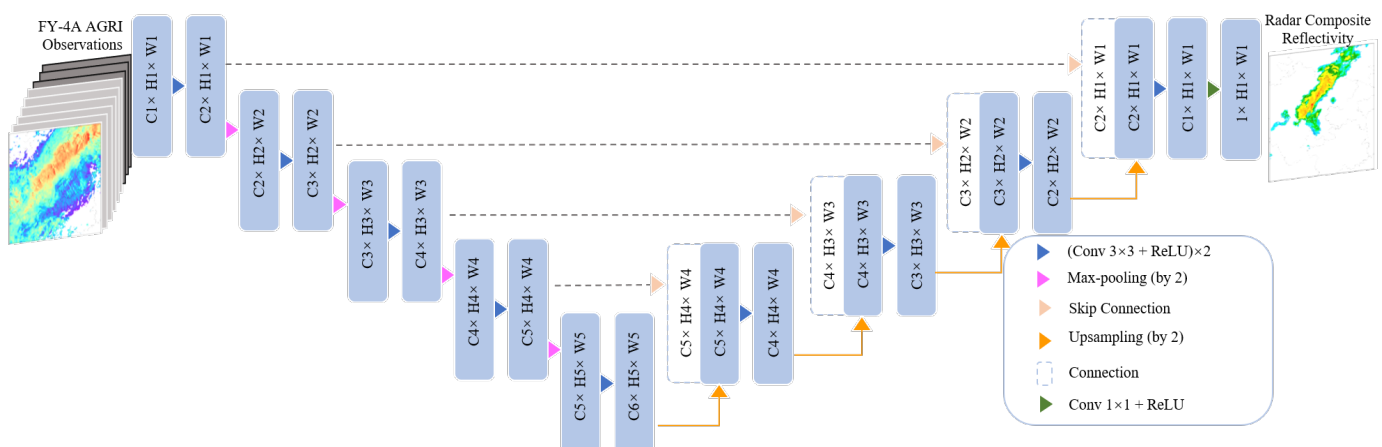 FY-4A AGRI
Observations
C1× H1× W1
C2× H1× W1
C2× H2× W2
C3× H2× W2
C3× H3× W3
C4× H3× W3
C4× H4× W4
C5× H4× W4
C5× H5× W5
C6× H5× W5
C5× H4× W4
C5× H4× W4
C4× H4× W4
C4× H3× W3
C4× H3× W3
C3× H3× W3
C3× H2× W2
C3× H2× W2
C2× H2× W2
C2× H1× W1
C2× H1× W1
C1× H1× W1
1× H1× W1
Radar Composite
Reflectivity
(Conv 3×3 + ReLU)×2
Max-pooling (by 2)
Skip Connection
Upsampling (by 2)
Connection
Conv 1×1 + ReLU